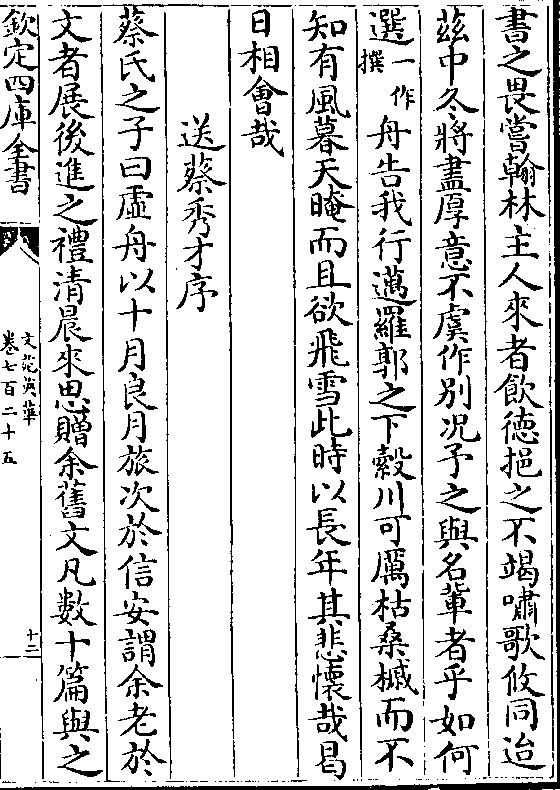 書之畏嘗翰林主人來者飲徳挹之不竭嘯歌攸同迨
兹中冬將盡厚意不虞作别况予之與名輩者乎如何
選一作撰舟告我行邁羅郭之下縠川可厲枯桑槭而不
知有風暮天晻而且欲飛雪此時以長年其悲懷哉曷
日相會哉
送蔡秀才序
蔡氏之子曰虚舟以十月良月旅次於信安謂余老於
文者展後進之禮清晨來思贈余舊文凡數十篇與之
欽定四庫全書
文苑英華
卷七百二十五
十二